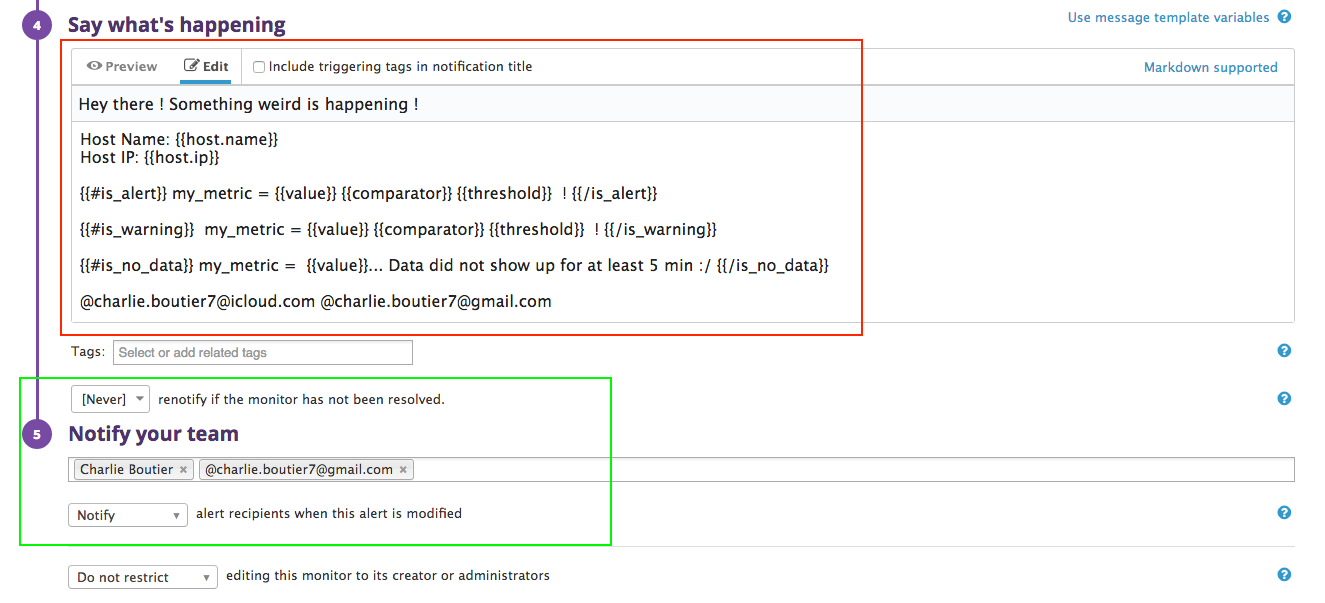 4 Say what's happening
Use message template variables ?
Preview Edit Include triggering tags in notification title
Markdown supported
Hey there ! Something weird is happening !
Host Name: {{host.name}}
Host IP: {{host.ip}}
{{#is_alert}} my_metric = {{value}} {{comparator}} {{threshold}}  ! {{/is_alert}}
{{#is_warning}}  my_metric = {{value}} {{comparator}} {{threshold}}  ! {{/is_warning}}
{{#is_no_data}} my_metric =  {{value}}... Data did not show up for at least 5 min :/ {{/is_no_data}}
@charlie.boutier7@icloud.com @charlie.boutier7@gmail.com
Tags: Select or add related tags ?
[Never] renotify if the monitor has not been resolved. ?
5 Notify your team
Charlie Boutier × @charlie.boutier7@gmail.com ×
Notify alert recipients when this alert is modified ?
Do not restrict editing this monitor to its creator or administrators ?